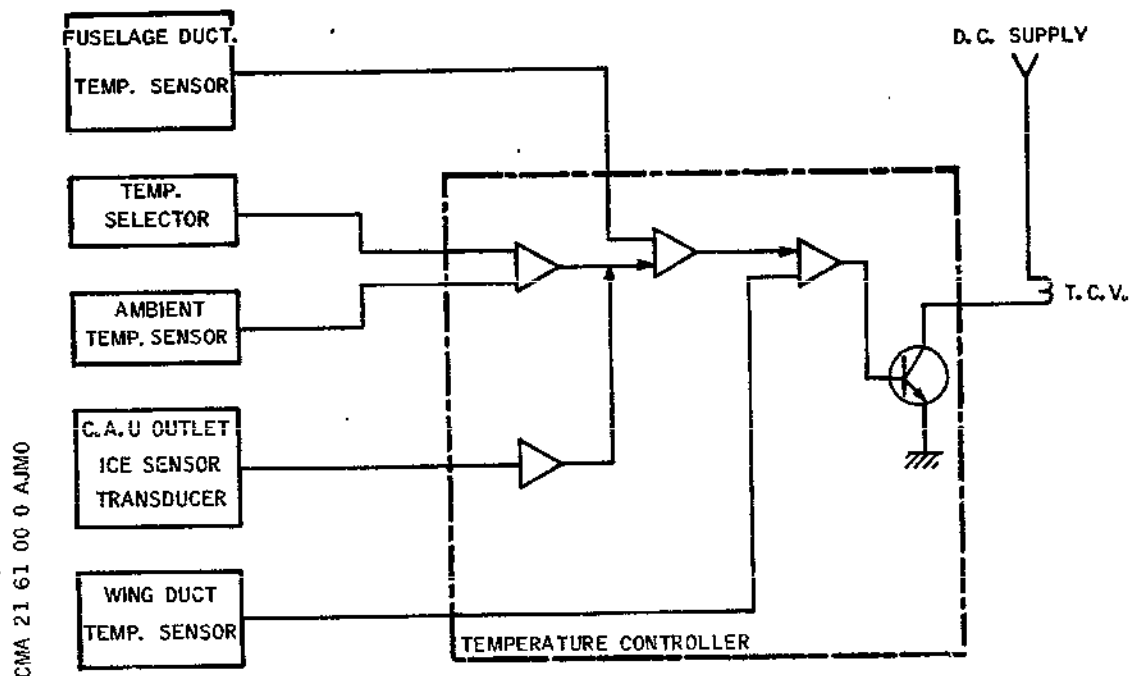 FUSELAGE DUCT.
TEMP. SENSOR
D.C. SUPPLY
TEMP.
SELECTOR
T.C.V.
AMBIENT
TEMP. SENSOR
C.A.U OUTLET
ICE SENSOR
TRANSDUCER
WING DUCT
TEMP. SENSOR
TEMPERATURE CONTROLLER
CMA 21 61 00 0 AJMO